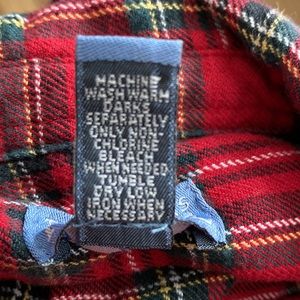 MACHINE
WASH WARM
DARKS
SEPARATELY
ONLY NON-
CHLORINE
BLEACH
WHEN NEEDED
TUMBLE
DRY LOW
IRON WHEN
NECESSARY